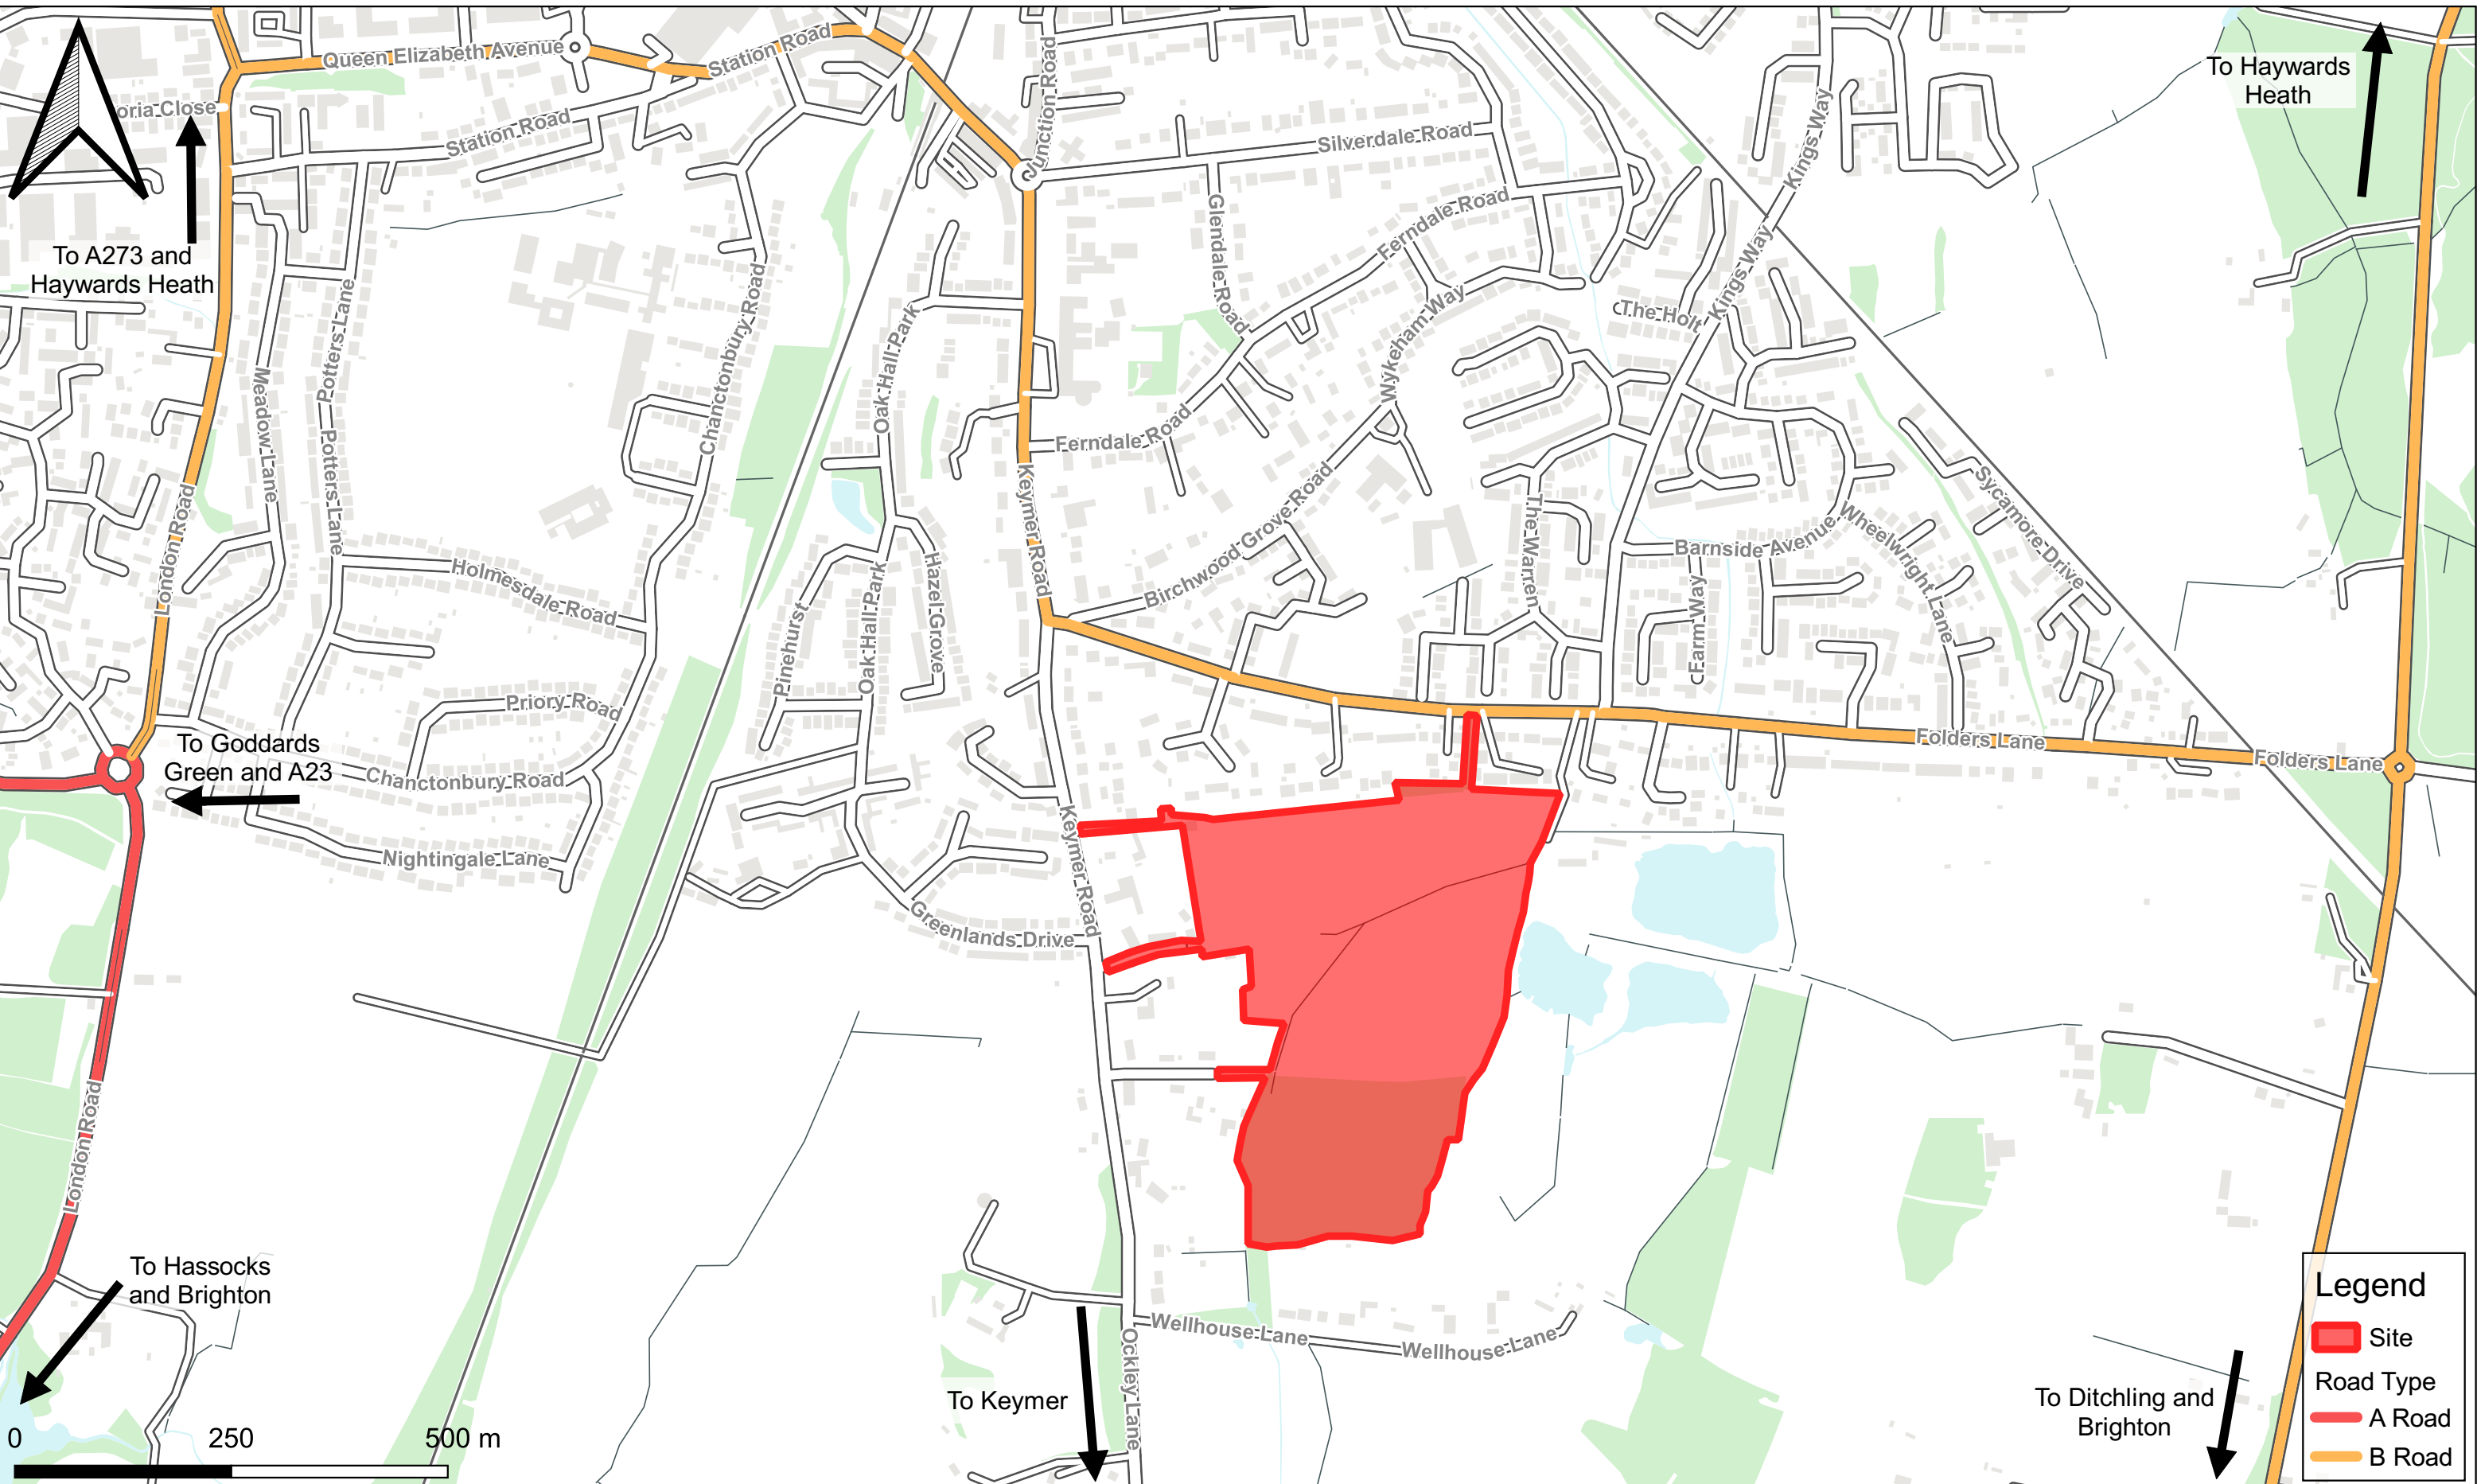 Queen Elizabeth Avenue
Station Road
Junction Road
To Haywards
Heath
oria Close
Station Road
Silverdale Road
Kings Way
To A273 and
Haywards Heath
Glendale Road
Ferndale Road
Kings Way
Potters Lane
Chanctonbury Road
Oak Hall Park
Wykeham Way
The Holt
Meadow Lane
Potters Lane
Ferndale Road
London Road
Keymer Road
Birchwood Grove Road
The Warren
Barnside Avenue
Wheelwright Lane
Sycamore Drive
Holmesdale Road
Pinehurst
Oak Hall Park
Hazel Grove
Farm Way
Priory Road
To Goddards
Green and A23
Chanctonbury Road
Folders Lane
Folders Lane
Nightingale Lane
Keymer Road
Greenlands Drive
London Road
To Hassocks
and Brighton
Wellhouse Lane
Wellhouse Lane
Ockley Lane
To Keymer
To Ditchling and
Brighton
Legend
Site
Road Type
A Road
B Road
0 250 500 m